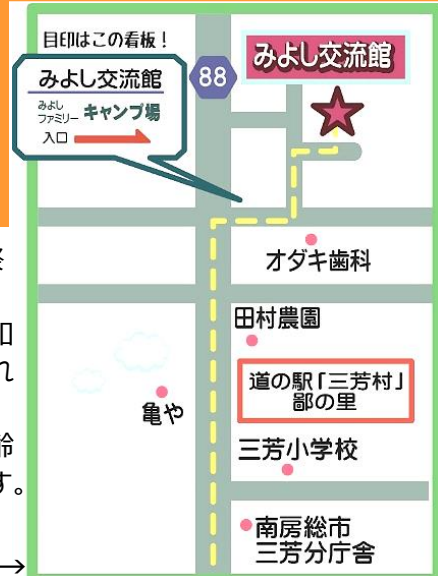 目印はこの看板!
みよし交流館
みよし
ファミリー キャンプ場
入口
88
みよし交流館
オダキ歯科
田村農園
道の駅「三芳村」
鄙の里
亀や
三芳小学校
南房総市
三芳分庁舎
れ
齢
す。
→